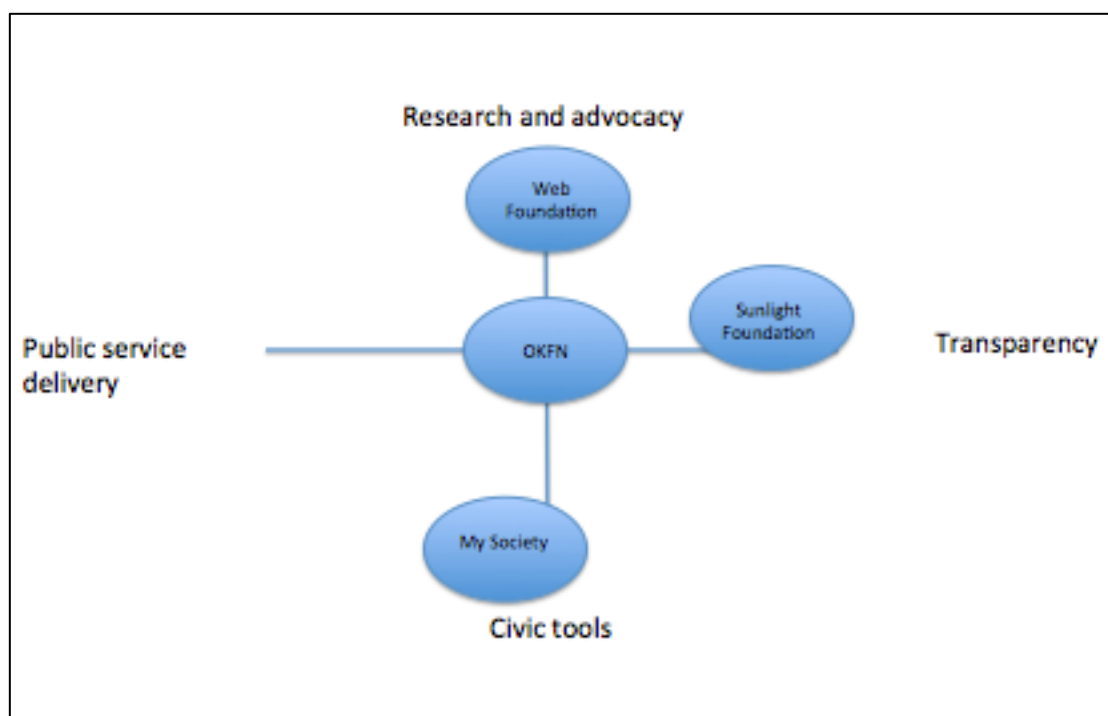 Research and advocacy
Web
Foundation
Sunlight
Foundation
OKFN
Public service
delivery
Transparency
My Society
Civic tools